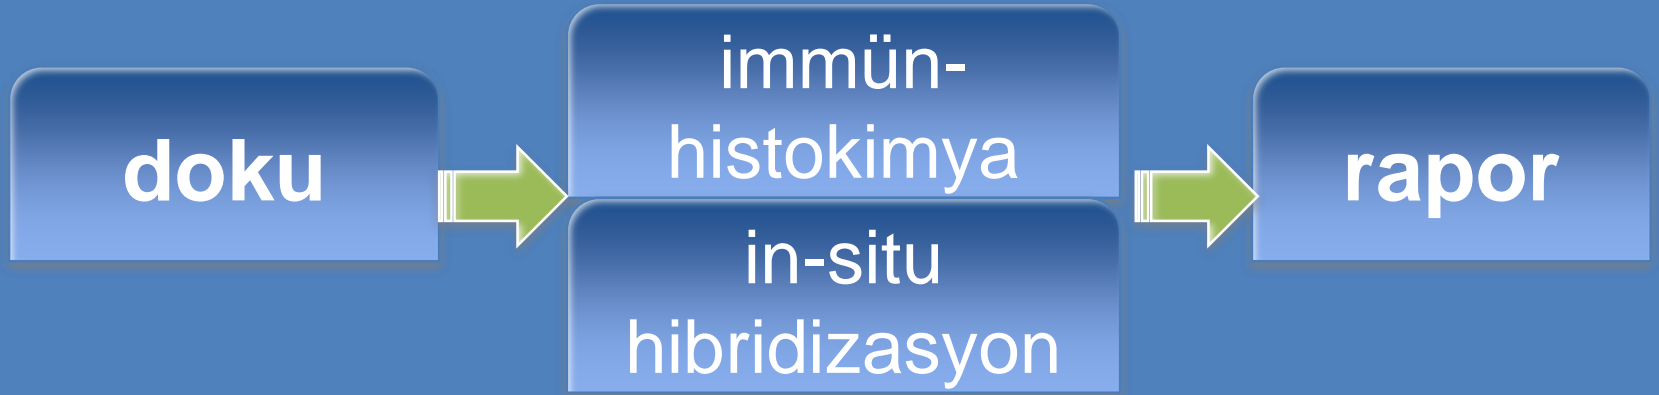 doku
immün-
histokimya
in-situ
hibridizasyon
rapor